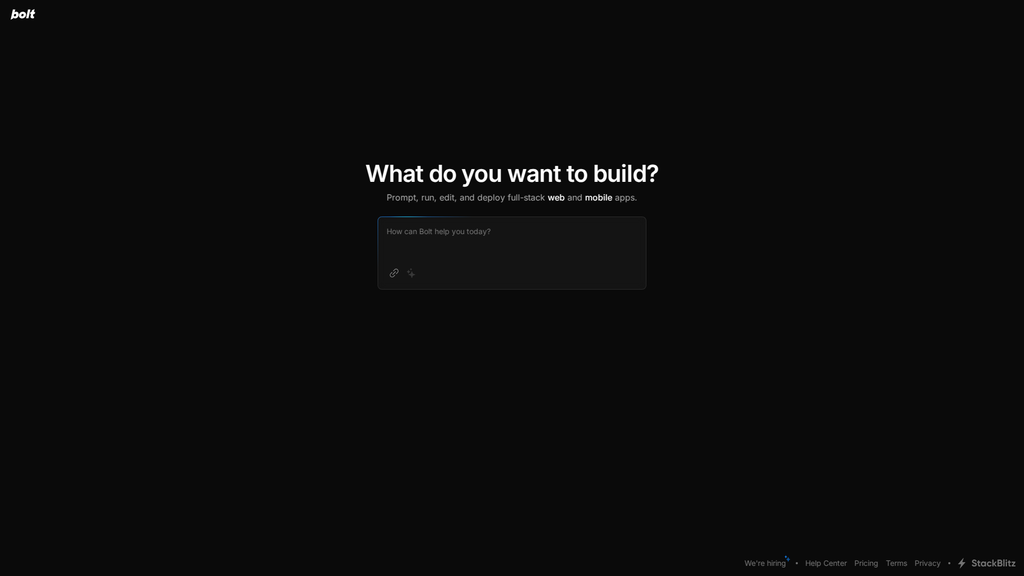 bolt
What do you want to build?
Prompt, run, edit, and deploy full-stack web and mobile apps.
How can Bolt help you today?
We're hiring • Help Center Pricing Terms Privacy • StackBlitz